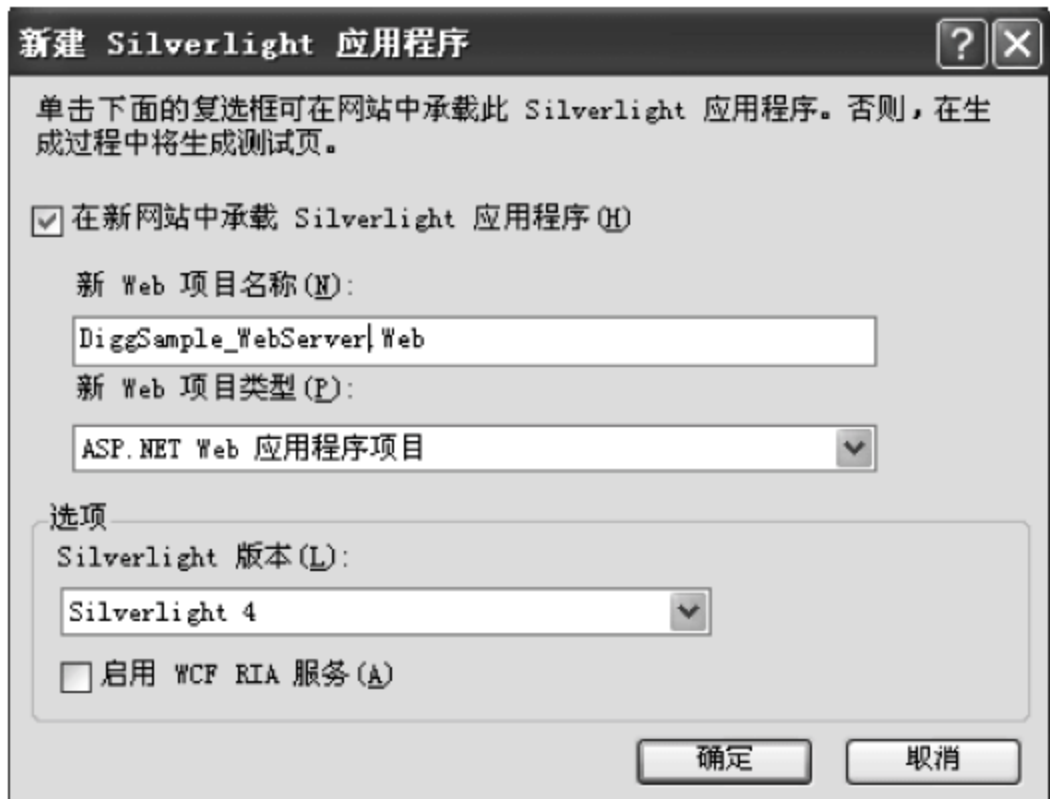 新建 Silverlight 应用程序
单击下面的复选框可在网站中承载此 Silverlight 应用程序。否则，在生
成过程中将生成测试页。
在新网站中承载 Silverlight 应用程序(H)
新 Web 项目名称(N):
DiggSample_WebServer.Web
新 Web 项目类型(P):
ASP.NET Web 应用程序项目
选项
Silverlight 版本(L):
Silverlight 4
启用 WCF RIA 服务(A)
确定 取消